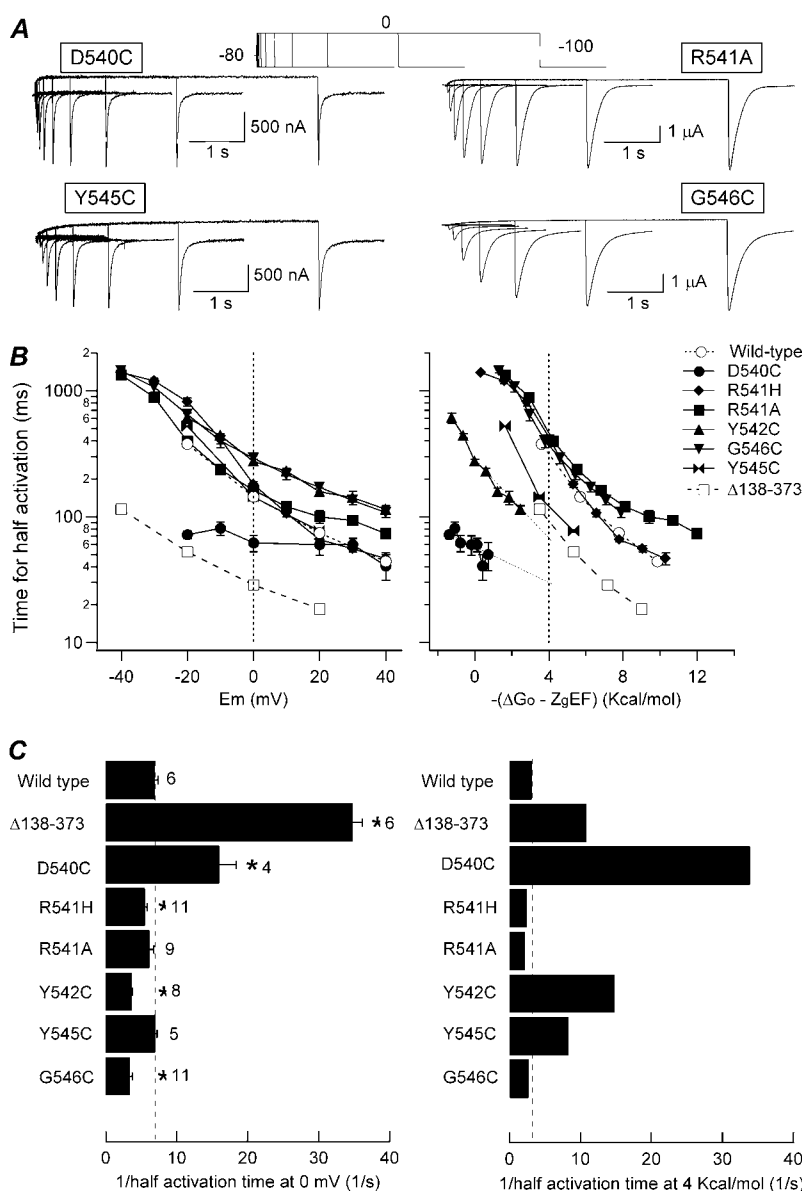 A
0
-80
-100
D540C
500 nA
1 s
R541A
1 µA
1 s
Y545C
500 nA
1 s
G546C
1 µA
1 s
B
Time for half activation (ms)
2
1000
8
6
4
2
100
8
6
4
2
10
-40
-20
0
20
40
Em (mV)
0
4
8
12
-(ΔGo - ZgEF) (Kcal/mol)
Wild-type
D540C
R541H
R541A
Y542C
G546C
Y545C
Δ138-373
C
Wild type
6
Δ138-373
*6
D540C
*4
R541H
*11
R541A
9
Y542C
*8
Y545C
5
G546C
*11
0
10
20
30
40
1/half activation time at 0 mV (1/s)
Wild type
Δ138-373
D540C
R541H
R541A
Y542C
Y545C
G546C
0
10
20
30
40
1/half activation time at 4 Kcal/mol (1/s)